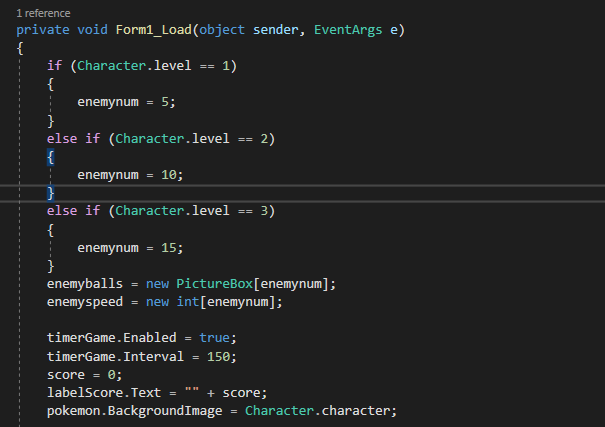 1 reference
private void Form1_Load(object sender, EventArgs e)
{
if (Character.level == 1)
{
enemynum = 5;
}
else if (Character.level == 2)
{
enemynum = 10;
}
else if (Character.level == 3)
{
enemynum = 15;
}
enemyballs = new PictureBox[enemynum];
enemyspeed = new int[enemynum];
timerGame.Enabled = true;
timerGame.Interval = 150;
score = 0;
labelScore.Text = "" + score;
pokemon.BackgroundImage = Character.character;